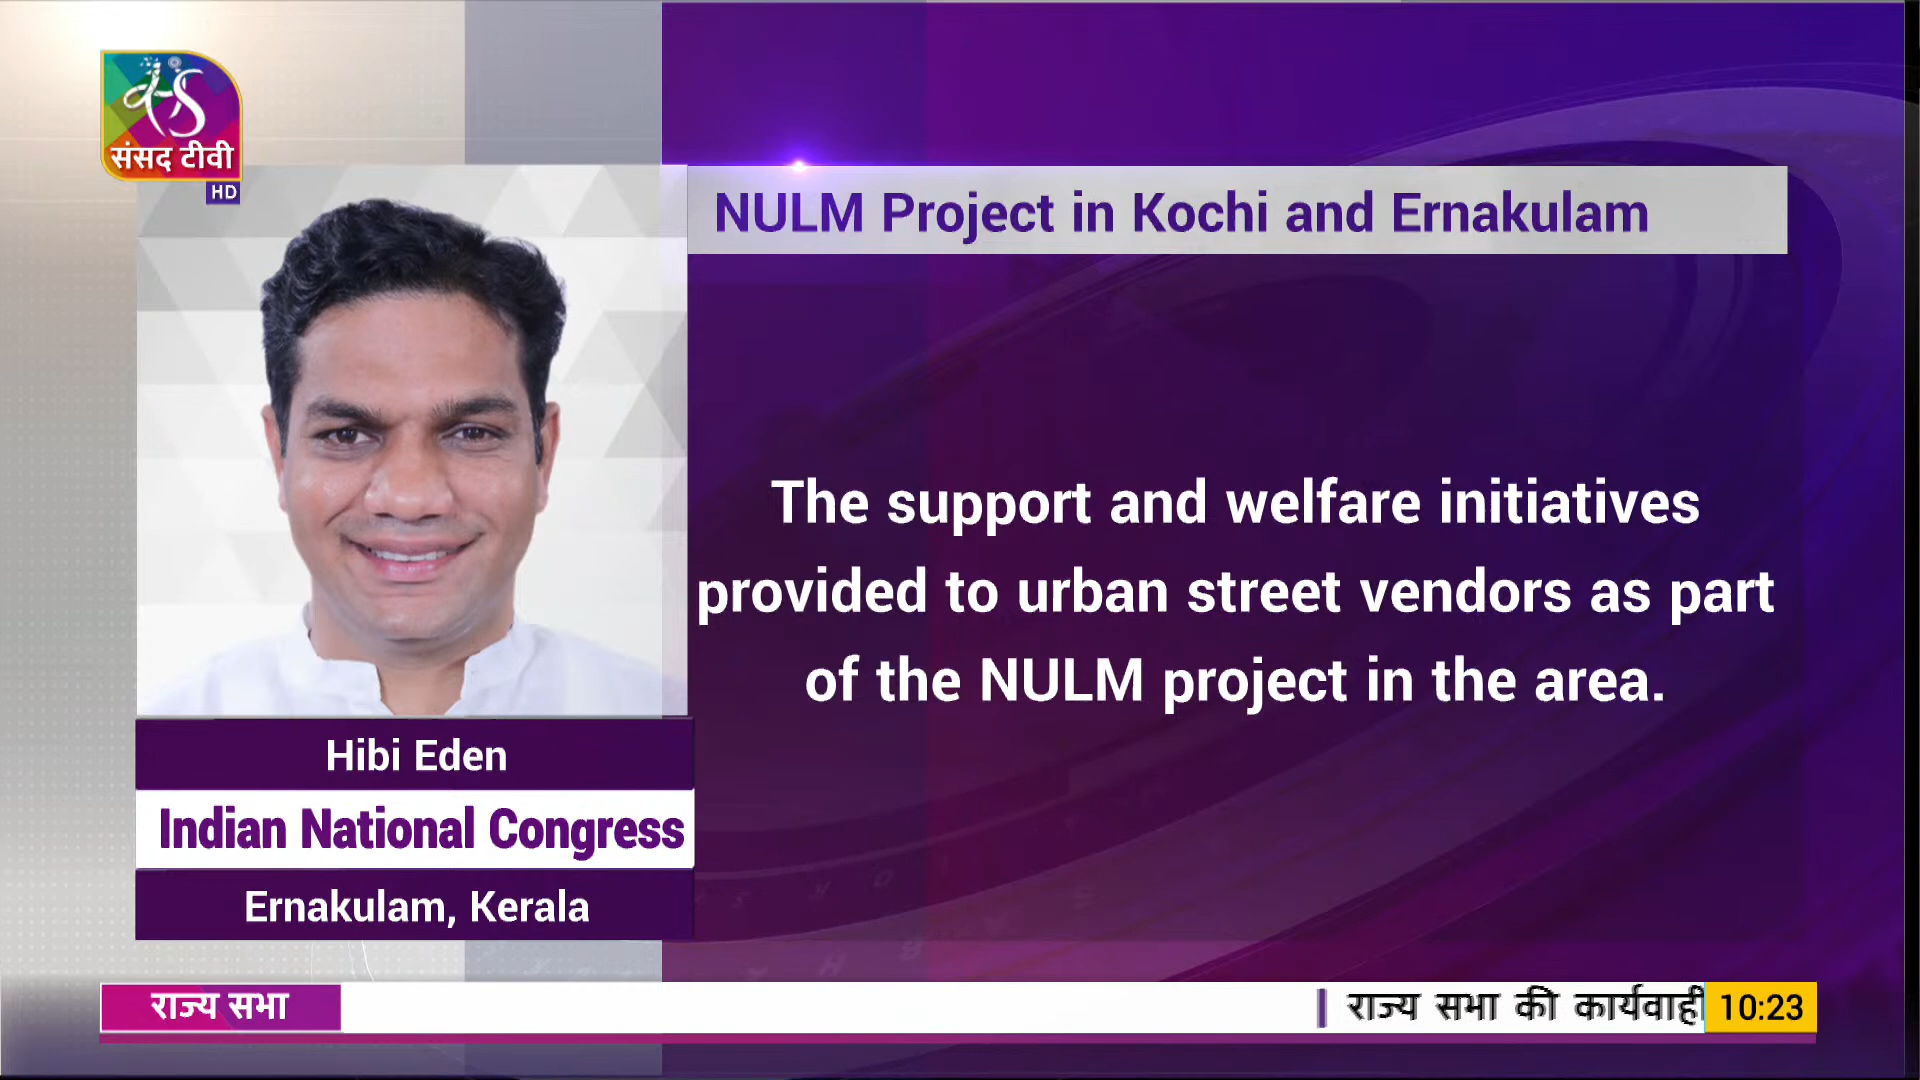 संसद टीवी
HD
NULM Project in Kochi and Ernakulam
The support and welfare initiatives
provided to urban street vendors as part
of the NULM project in the area.
Hibi Eden
Indian National Congress
Ernakulam, Kerala
राज्य सभा
राज्य सभा की कार्यवाही
10:23